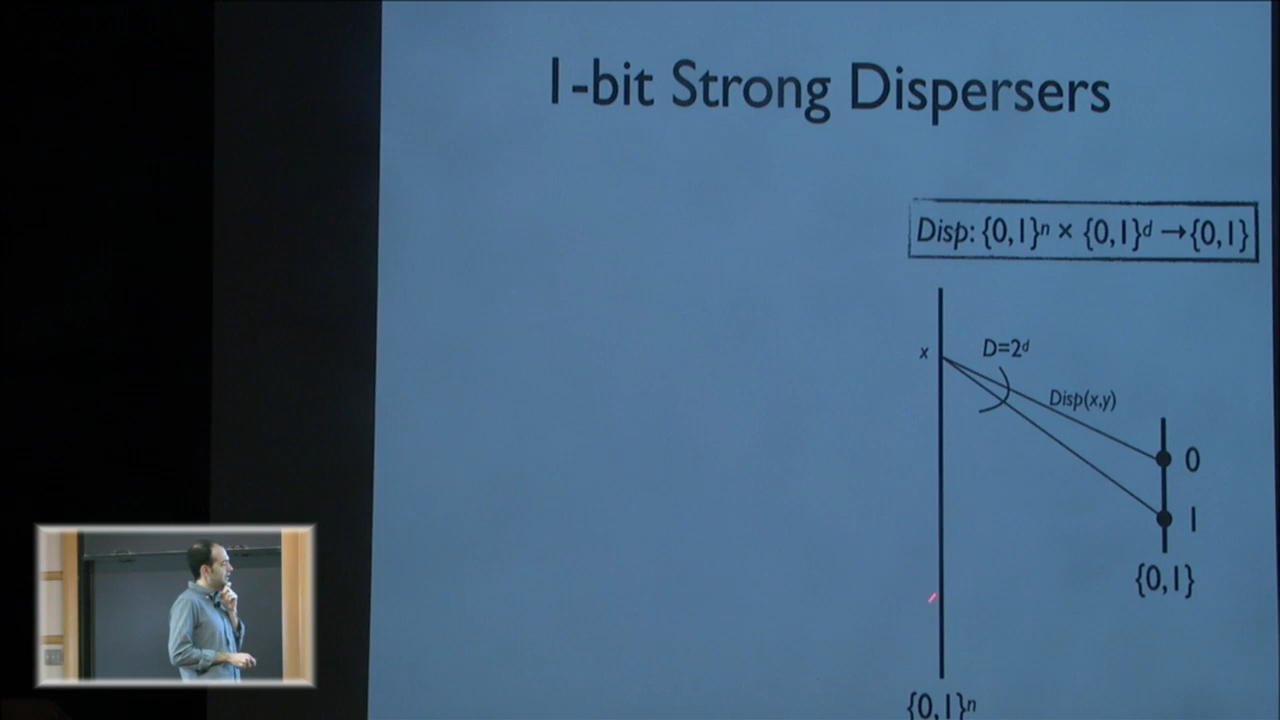 1-bit Strong Dispersers
Disp: {0,1}ⁿ × {0,1}ᵈ → {0,1}
x
D=2ᵈ
Disp(x,y)
0
1
{0,1}
{0,1}ⁿ